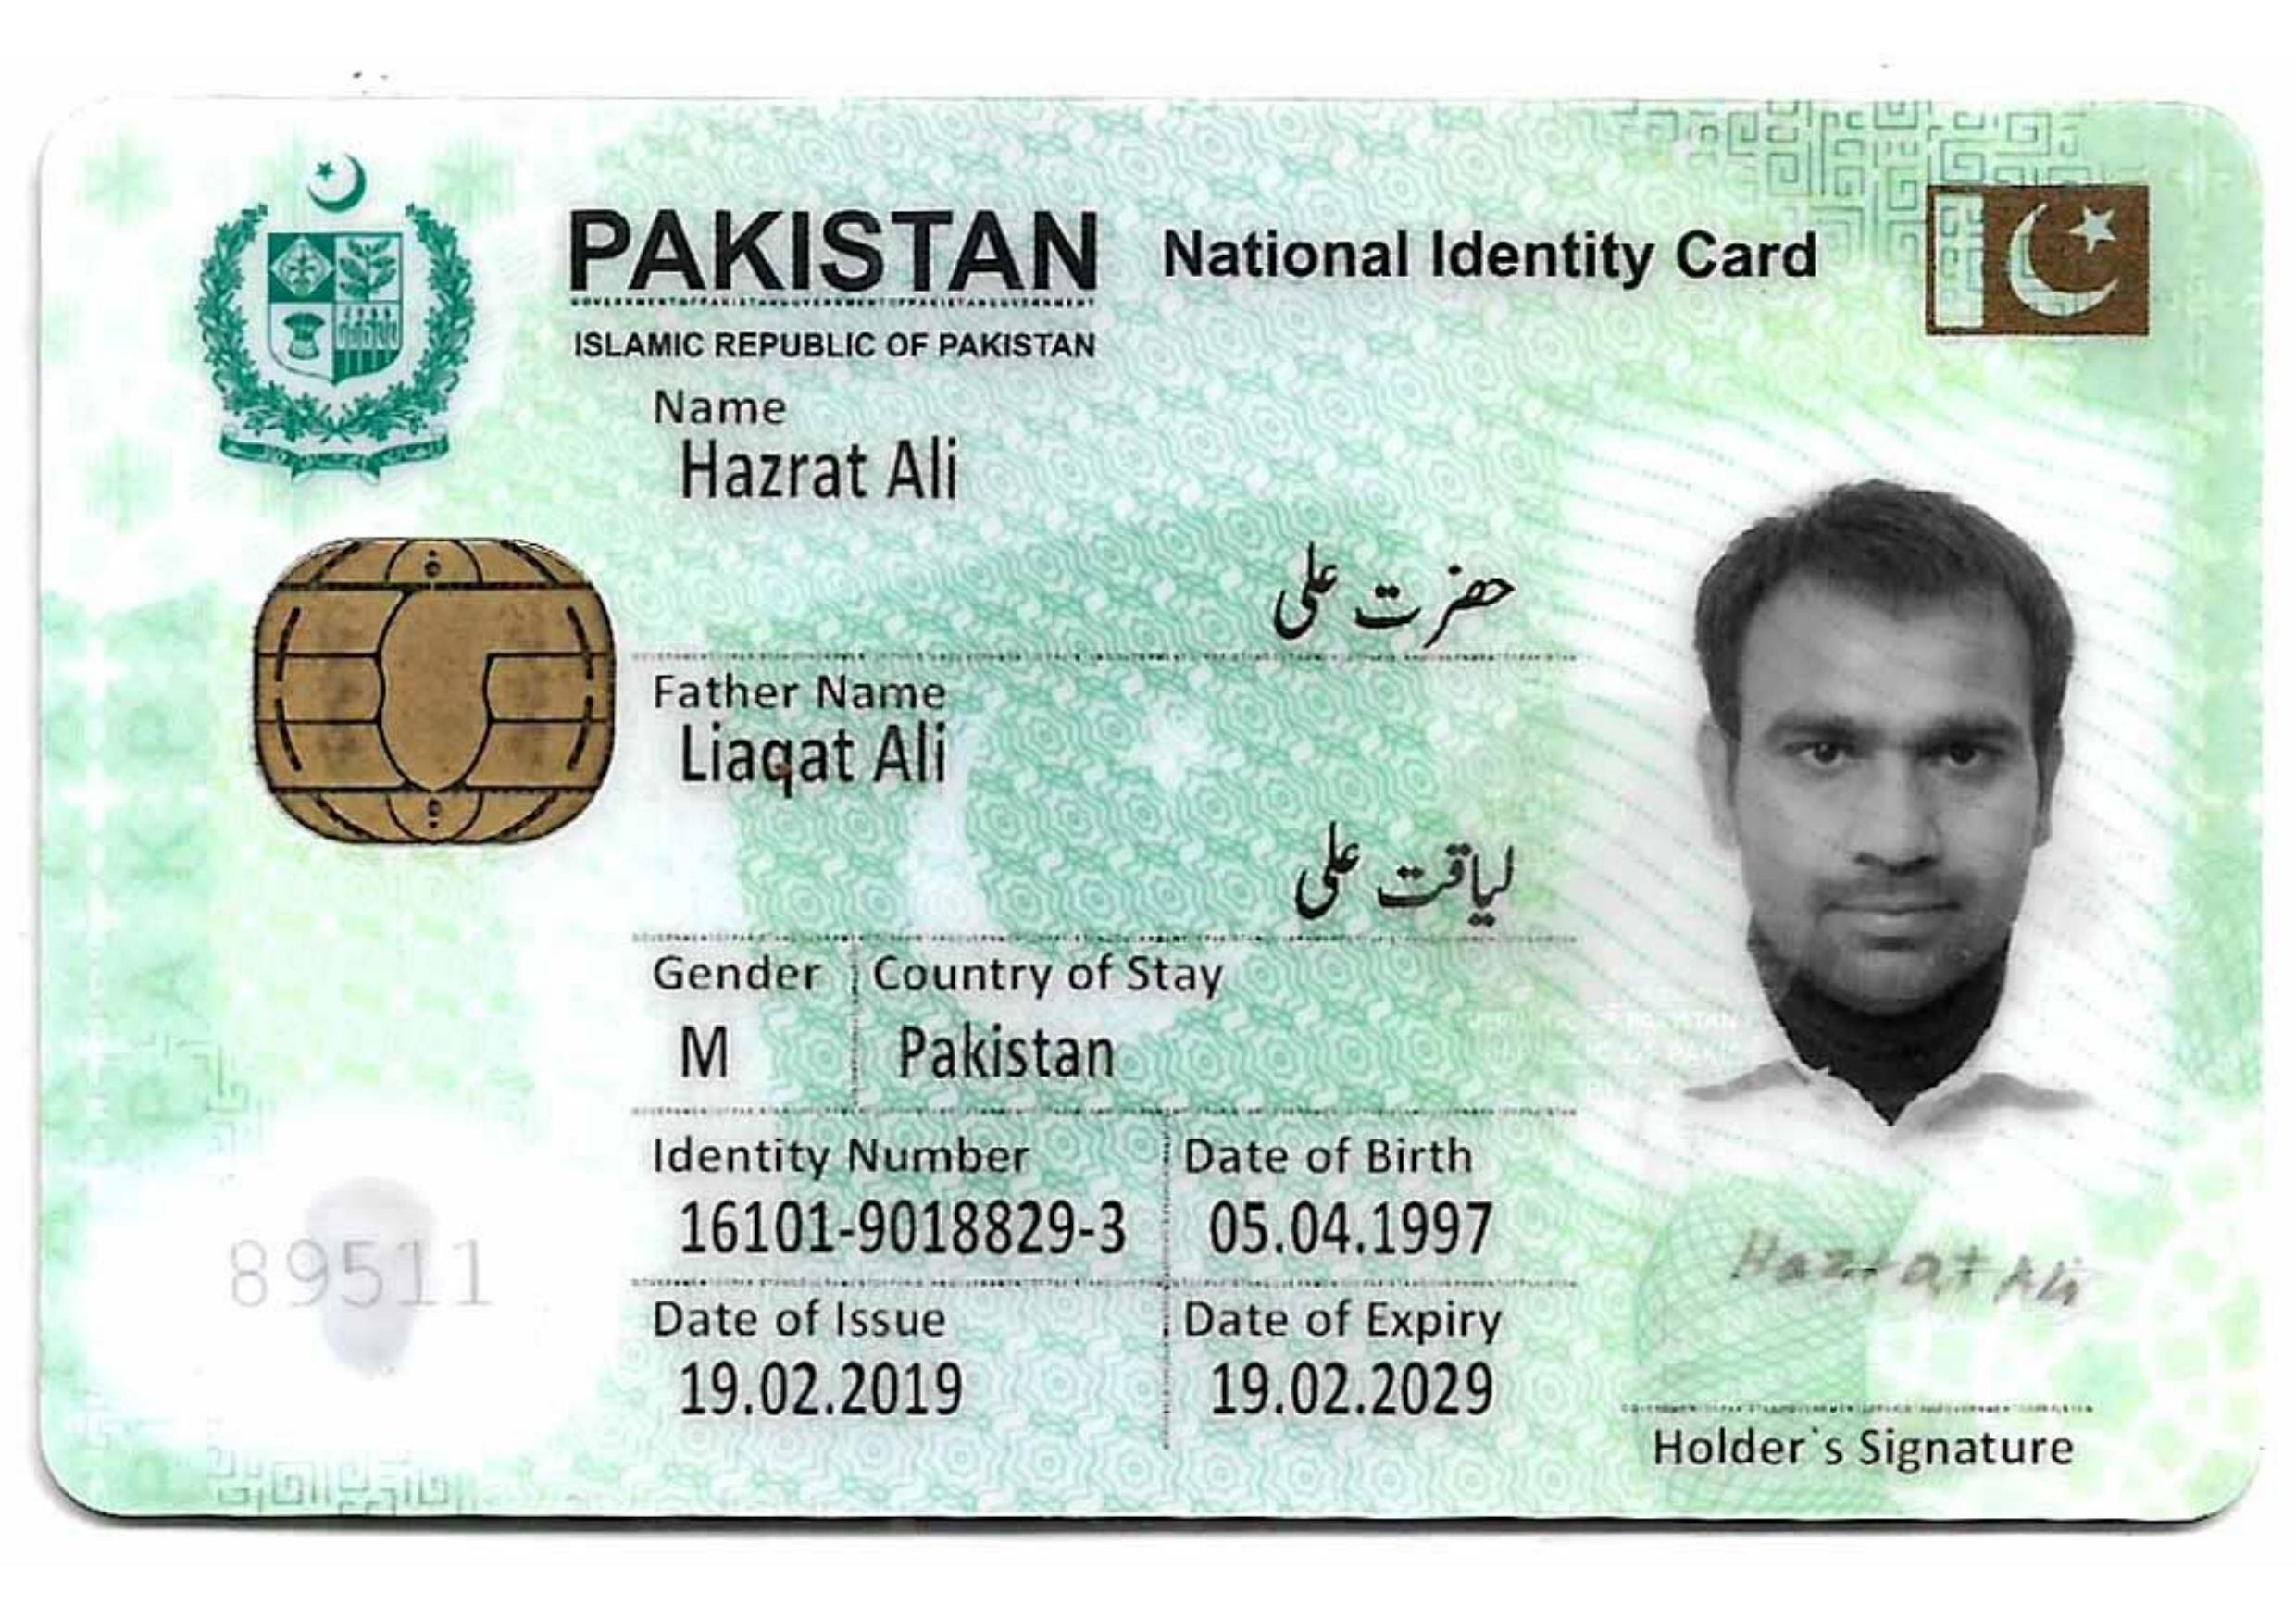 PAKISTAN National Identity Card
ISLAMIC REPUBLIC OF PAKISTAN
Name
Hazrat Ali
حضرت علی
Father Name
Liaqat Ali
لیاقت علی
Gender Country of Stay
M Pakistan
Identity Number Date of Birth
16101-9018829-3 05.04.1997
Date of Issue Date of Expiry
19.02.2019 19.02.2029
89511
Hazrat Ali
Holder's Signature